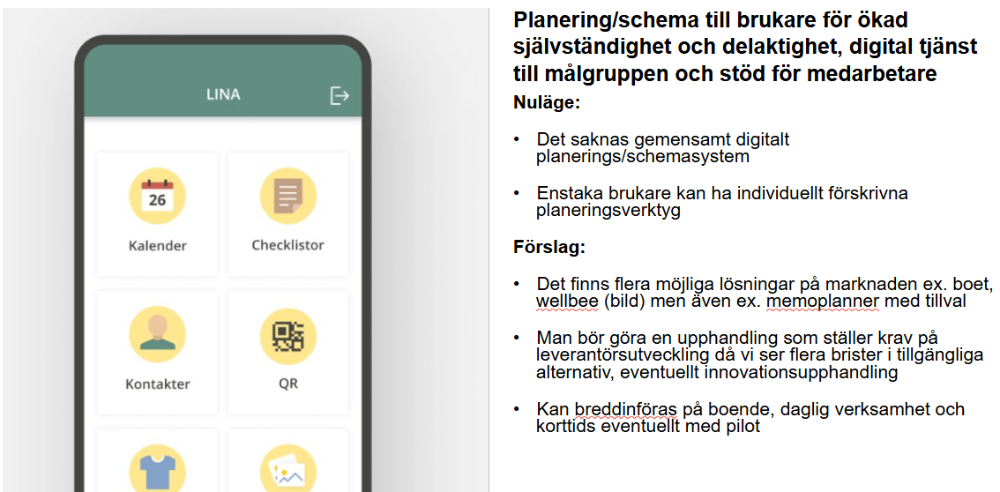 LINA
26
Kalender
Checklistor
Kontakter
QR
Planering/schema till brukare för ökad
självständighet och delaktighet, digital tjänst
till målgruppen och stöd för medarbetare
Nuläge:
• Det saknas gemensamt digitalt
planerings/schemasystem
• Enstaka brukare kan ha individuellt förskrivna
planeringsverktyg
Förslag:
• Det finns flera möjliga lösningar på marknaden ex. boet,
wellbee (bild) men även ex. memoplanner med tillval
• Man bör göra en upphandling som ställer krav på
leverantörsutveckling då vi ser flera brister i tillgängliga
alternativ, eventuellt innovationsupphandling
• Kan breddinföras på boende, daglig verksamhet och
korttids eventuellt med pilot